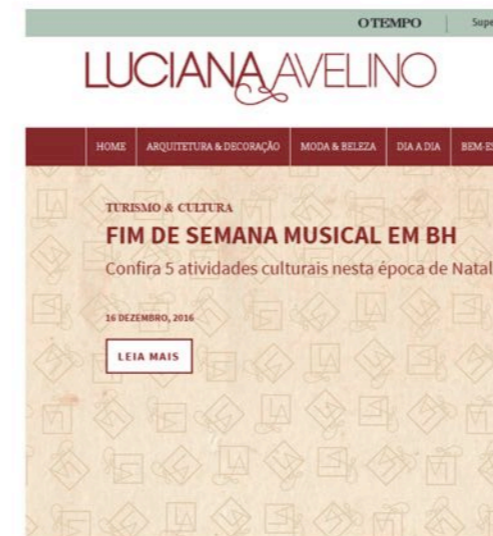 O TEMPO
LUCIANA AVELINO
HOME ARQUITETURA & DECORAÇÃO MODA & BELEZA DIA A DIA
TURISMO & CULTURA
FIM DE SEMANA MUSICAL EM BH
Confira 5 atividades culturais nesta época de Natal
16 DEZEMBRO, 2016
LEIA MAIS